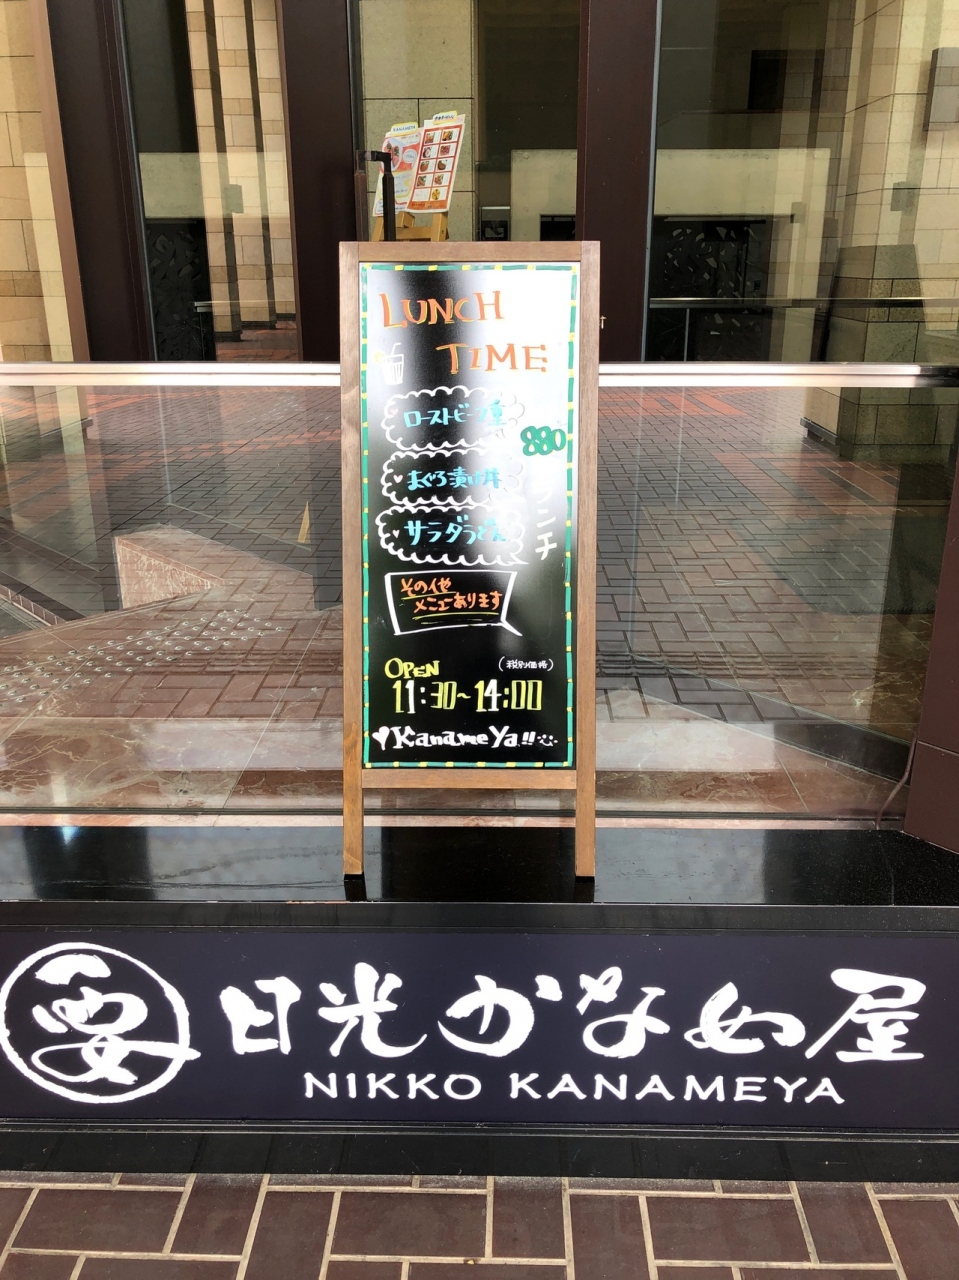 KANAMEYA
LUNCH
TIME
ローストビーフ重
880
まぐろ漬け丼
サラダうどん
ランチ
その他
メニューあります
OPEN
(税別価格)
11:30~14:00
KanameYa!!
要
日光かなめ屋
NIKKO KANAMEYA